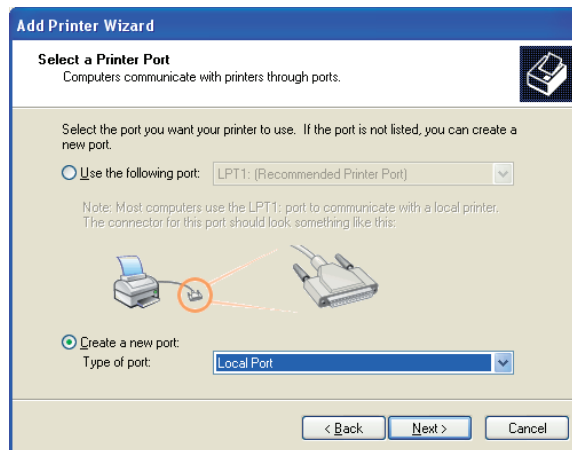 Add Printer Wizard
Select a Printer Port
Computers communicate with printers through ports.
Select the port you want your printer to use. If the port is not listed, you can create a
new port.
Use the following port: LPT1: (Recommended Printer Port)
Note: Most computers use the LPT1: port to communicate with a local printer.
The connector for this port should look something like this:
Create a new port:
Type of port: Local Port
< Back Next > Cancel